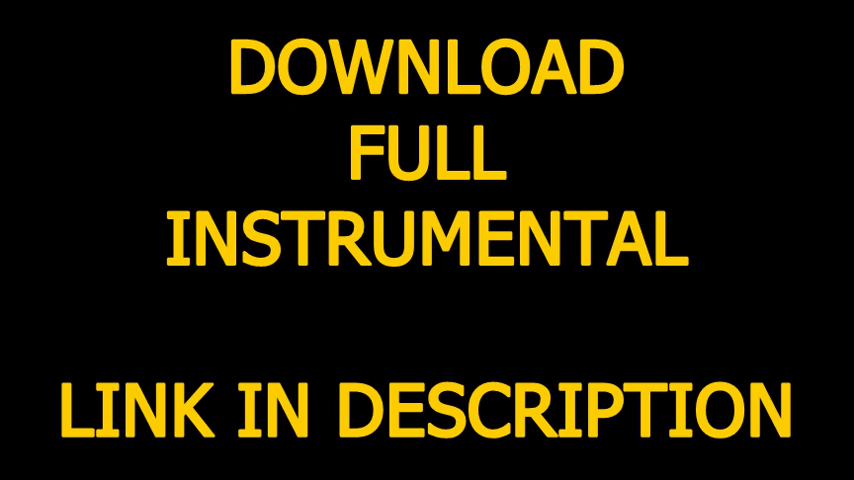 DOWNLOAD
FULL
INSTRUMENTAL
LINK IN DESCRIPTION